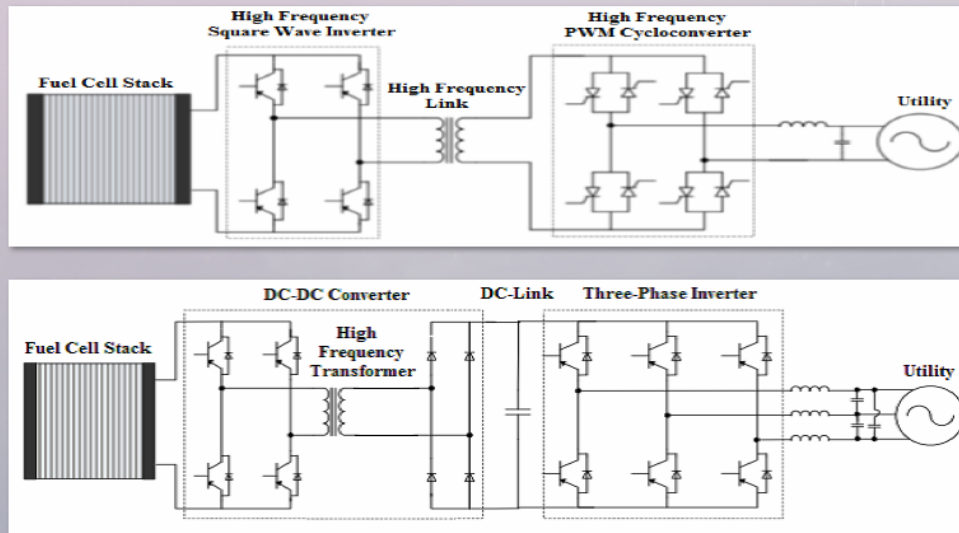 High Frequency
Square Wave Inverter
High Frequency
PWM Cycloconverter
Fuel Cell Stack
High Frequency
Link
Utility
DC-DC Converter
DC-Link
Three-Phase Inverter
Fuel Cell Stack
High
Frequency
Transformer
Utility